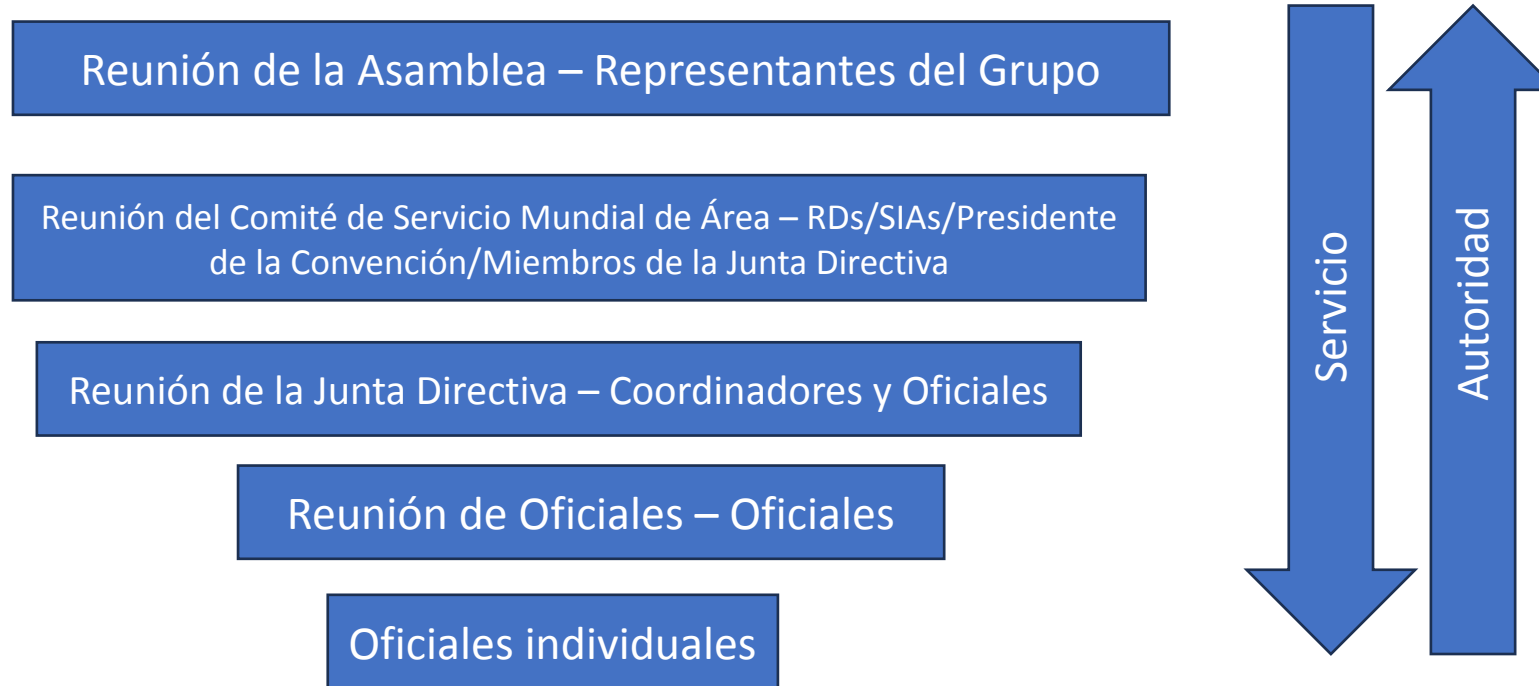 Reunión de la Asamblea – Representantes del Grupo
Reunión del Comité de Servicio Mundial de Área – RDs/SIAs/Presidente
de la Convención/Miembros de la Junta Directiva
Reunión de la Junta Directiva – Coordinadores y Oficiales
Reunión de Oficiales – Oficiales
Oficiales individuales
Servicio
Autoridad